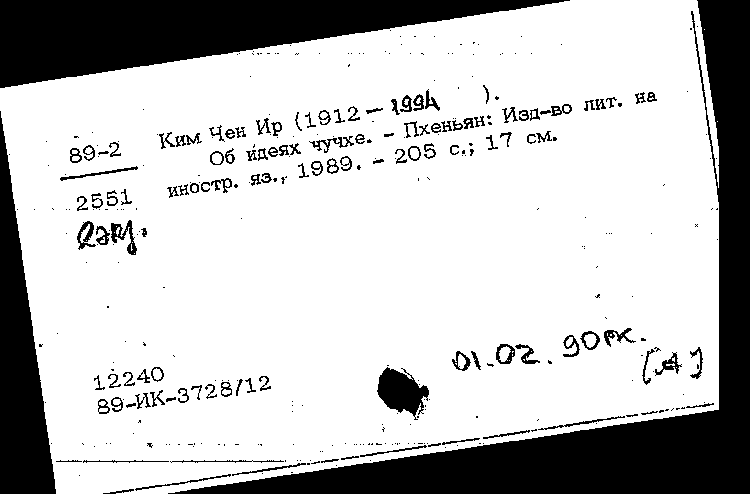 Ким Чен Ир (1912 — 1994 ).
89-2
Об идеях чучхе. - Пхеньян: Изд-во лит. на
иностр. яз., 1989. - 205 с.; 17 см.
2551
2эк.
12240
89-ИК-3728/12
01.02.90